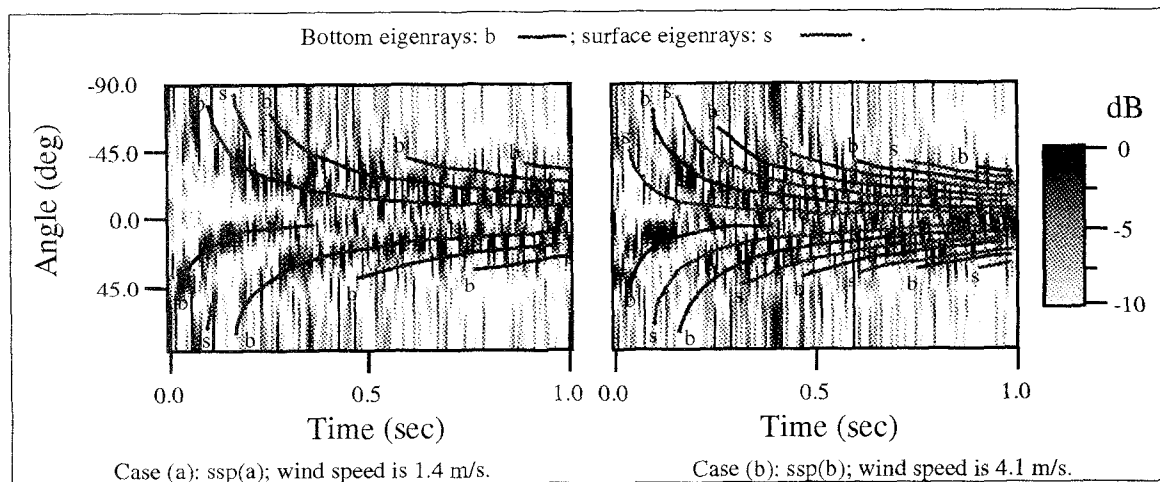 Bottom eigenrays: b ; surface eigenrays: s .
Angle (deg)
-90.0
-45.0
0.0
45.0
b s b b s
b s b b b
0.0 0.5 1.0
Time (sec)
Case (a): ssp(a); wind speed is 1.4 m/s.
s b s b s b s b
b s b s b s b s
0.0 0.5 1.0
Time (sec)
Case (b): ssp(b); wind speed is 4.1 m/s.
dB
0
-5
-10